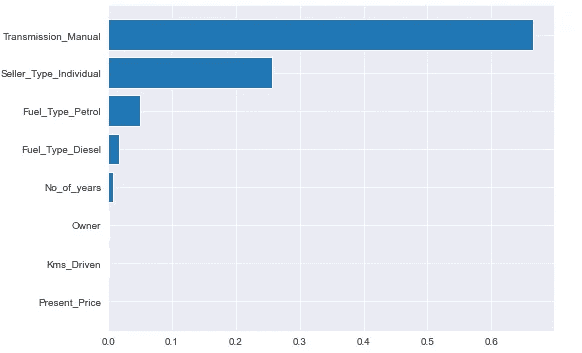 Transmission_Manual
Seller_Type_Individual
Fuel_Type_Petrol
Fuel_Type_Diesel
No_of_years
Owner
Kms_Driven
Present_Price
0.0 0.1 0.2 0.3 0.4 0.5 0.6